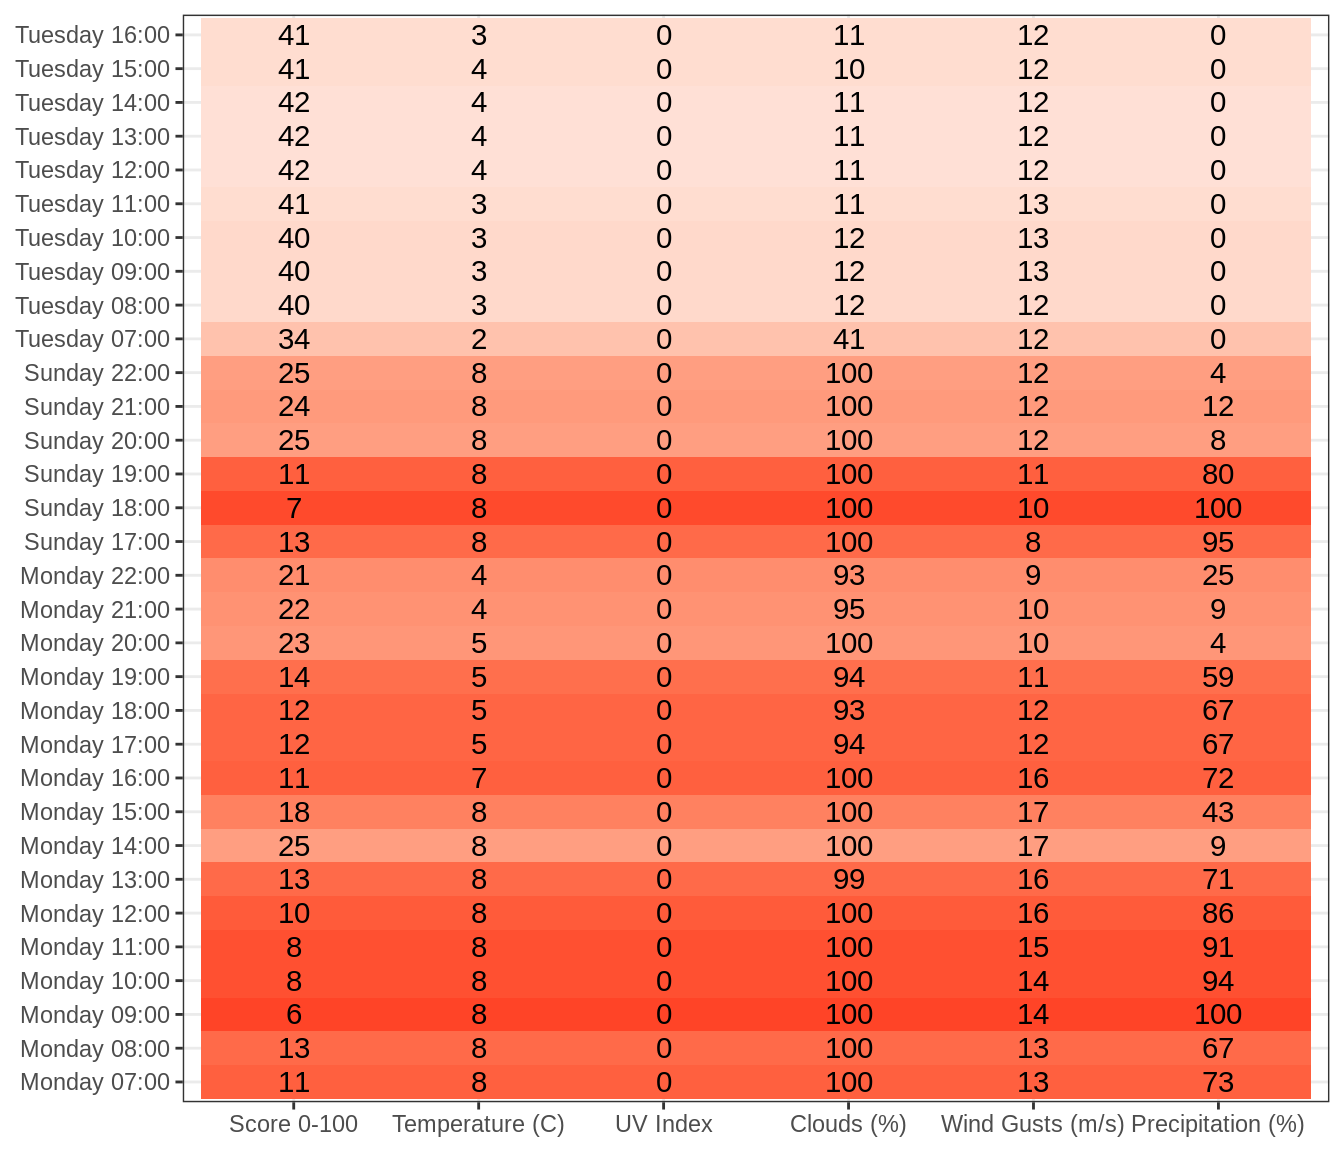 Tuesday 16:00 41 3 0 11 12 0
Tuesday 15:00 41 4 0 10 12 0
Tuesday 14:00 42 4 0 11 12 0
Tuesday 13:00 42 4 0 11 12 0
Tuesday 12:00 42 4 0 11 12 0
Tuesday 11:00 41 3 0 11 13 0
Tuesday 10:00 40 3 0 12 13 0
Tuesday 09:00 40 3 0 12 13 0
Tuesday 08:00 40 3 0 12 12 0
Tuesday 07:00 34 2 0 41 12 0
Sunday 22:00 25 8 0 100 12 4
Sunday 21:00 24 8 0 100 12 12
Sunday 20:00 25 8 0 100 12 8
Sunday 19:00 11 8 0 100 11 80
Sunday 18:00 7 8 0 100 10 100
Sunday 17:00 13 8 0 100 8 95
Monday 22:00 21 4 0 93 9 25
Monday 21:00 22 4 0 95 10 9
Monday 20:00 23 5 0 100 10 4
Monday 19:00 14 5 0 94 11 59
Monday 18:00 12 5 0 93 12 67
Monday 17:00 12 5 0 94 12 67
Monday 16:00 11 7 0 100 16 72
Monday 15:00 18 8 0 100 17 43
Monday 14:00 25 8 0 100 17 9
Monday 13:00 13 8 0 99 16 71
Monday 12:00 10 8 0 100 16 86
Monday 11:00 8 8 0 100 15 91
Monday 10:00 8 8 0 100 14 94
Monday 09:00 6 8 0 100 14 100
Monday 08:00 13 8 0 100 13 67
Monday 07:00 11 8 0 100 13 73
Score 0-100 Temperature (C) UV Index Clouds (%) Wind Gusts (m/s) Precipitation (%)